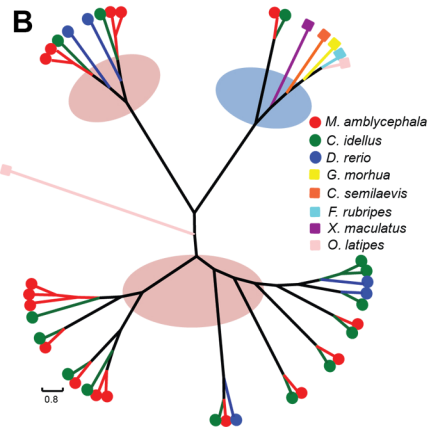 B
M. amblycephala
C. idellus
D. rerio
G. morhua
C. semilaevis
F. rubripes
X. maculatus
O. latipes
0.8